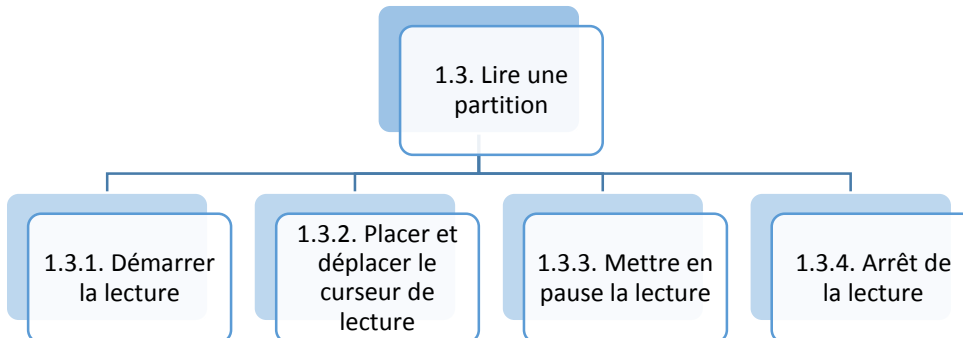 1.3. Lire une
partition
1.3.1. Démarrer
la lecture
1.3.2. Placer et
déplacer le
curseur de
lecture
1.3.3. Mettre en
pause la lecture
1.3.4. Arrêt de
la lecture